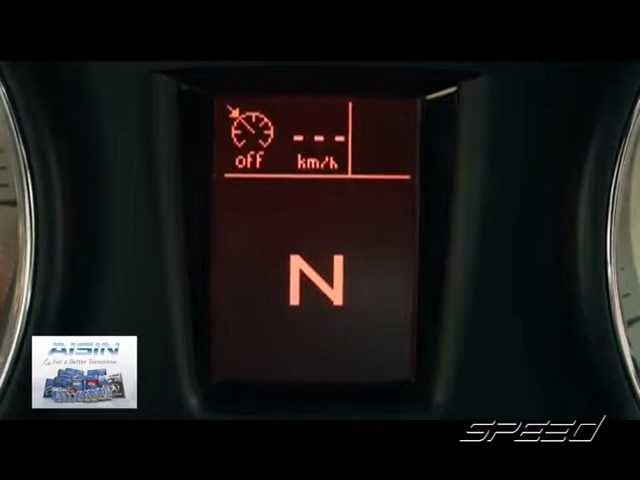 off
--- km/h
N
AISIN
For a Better Tomorrow
SPEED